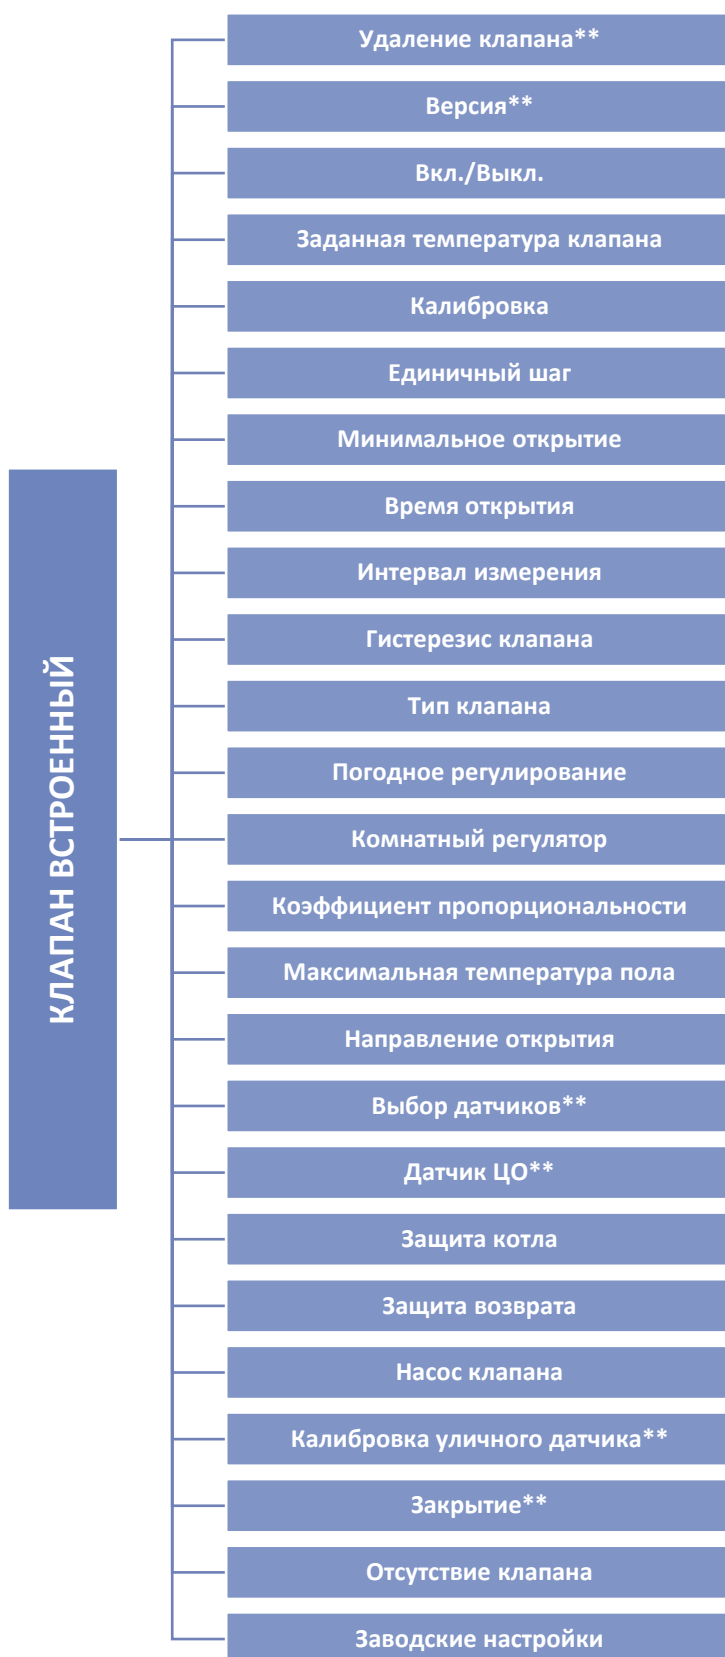 КЛАПАН ВСТРОЕННЫЙ
Удаление клапана**
Версия**
Вкл./Выкл.
Заданная температура клапана
Калибровка
Единичный шаг
Минимальное открытие
Время открытия
Интервал измерения
Гистерезис клапана
Тип клапана
Погодное регулирование
Комнатный регулятор
Коэффициент пропорциональности
Максимальная температура пола
Направление открытия
Выбор датчиков**
Датчик ЦО**
Защита котла
Защита возврата
Насос клапана
Калибровка уличного датчика**
Закрытие**
Отсутствие клапана
Заводские настройки